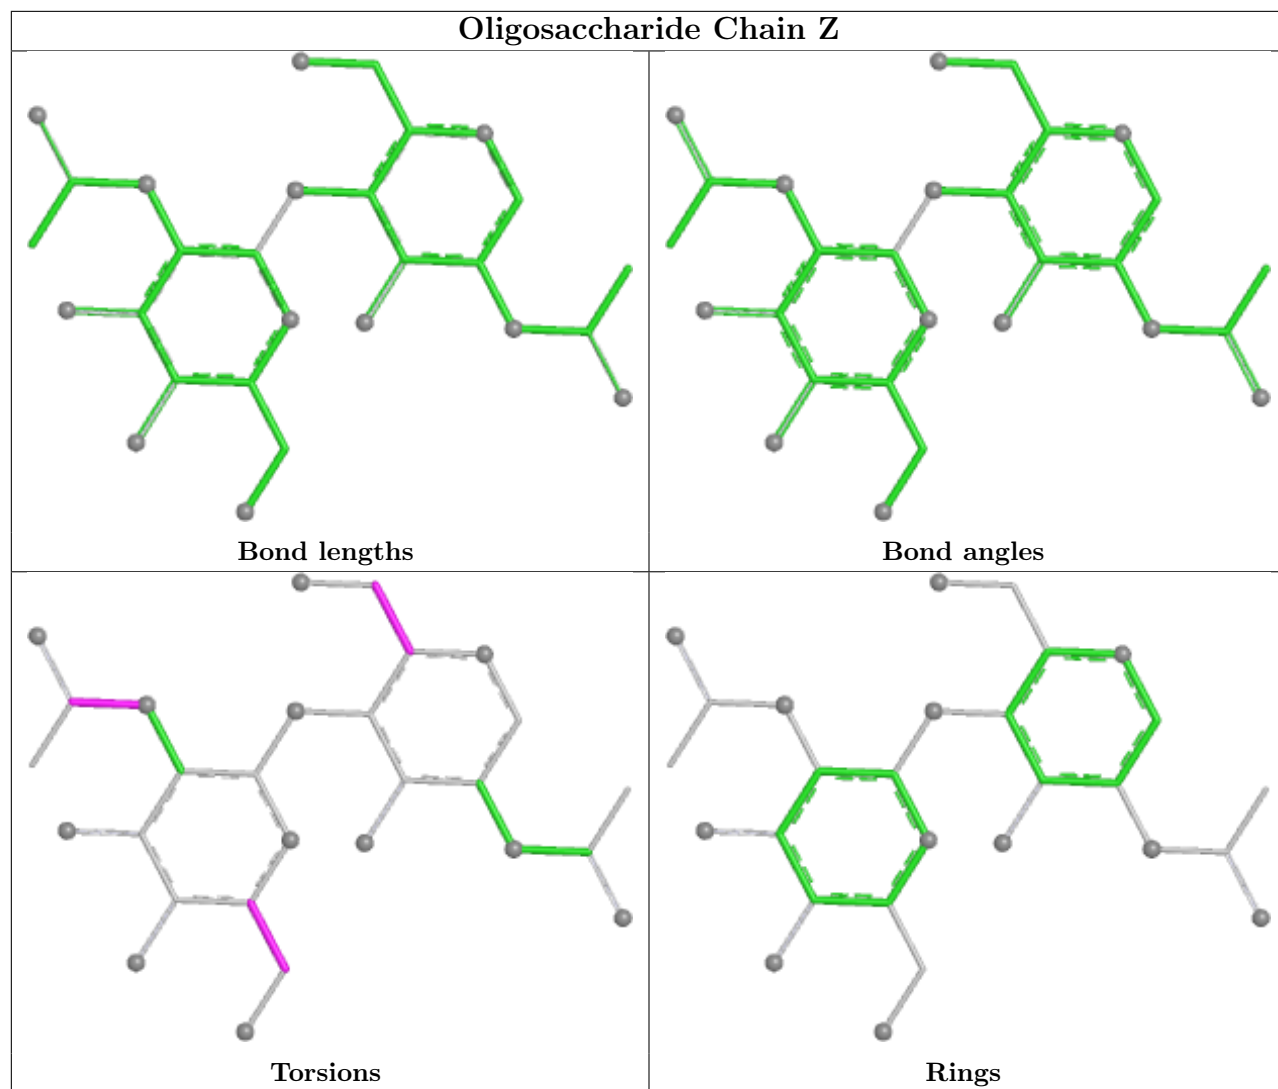 Oligosaccharide Chain Z
Bond lengths
Bond angles
Torsions
Rings